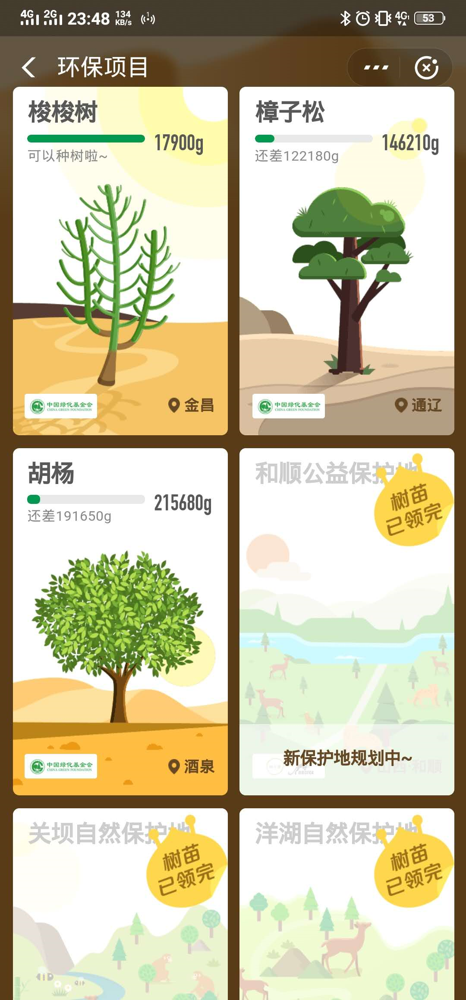 4G 2G 23:48 134 KB/s 1 4G1 53
环保项目
梭梭树
17900g
可以种树啦~
中国绿化基金会
CHINA GREEN FOUNDATION
金昌
樟子松
146210g
还差122180g
中国绿化基金会
CHINA GREEN FOUNDATION
通辽
胡杨
215680g
还差191650g
中国绿化基金会
CHINA GREEN FOUNDATION
酒泉
和顺公益保护地
树苗
已领完
新保护地规划中~
山西·和顺
关坝自然保护地
树苗
已领完
洋湖自然保护地
树苗
已领完